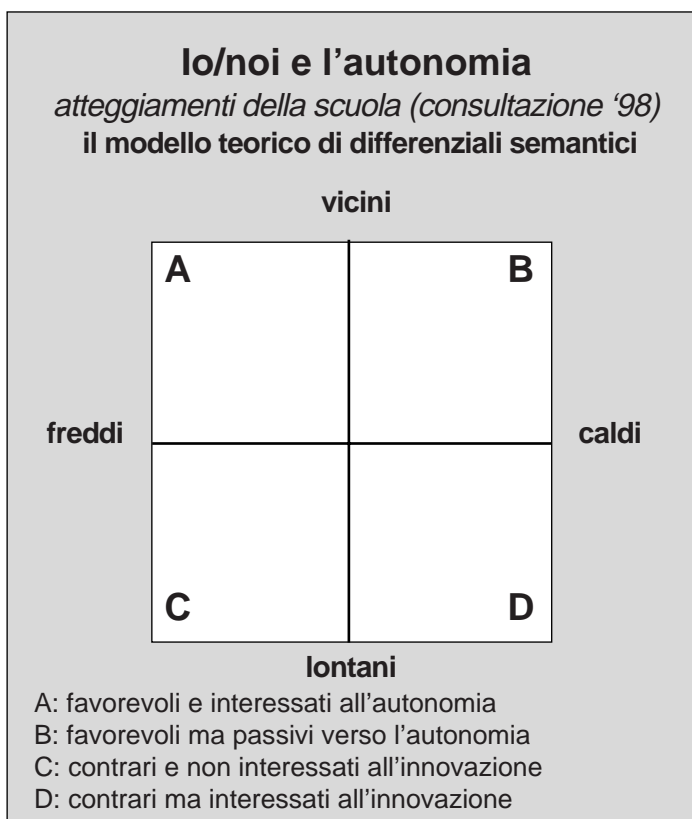 Io/noi e l'autonomia
atteggiamenti della scuola (consultazione '98)
il modello teorico di differenziali semantici
vicini
A B
freddi caldi
C D
lontani
A: favorevoli e interessati all'autonomia
B: favorevoli ma passivi verso l'autonomia
C: contrari e non interessati all'innovazione
D: contrari ma interessati all'innovazione